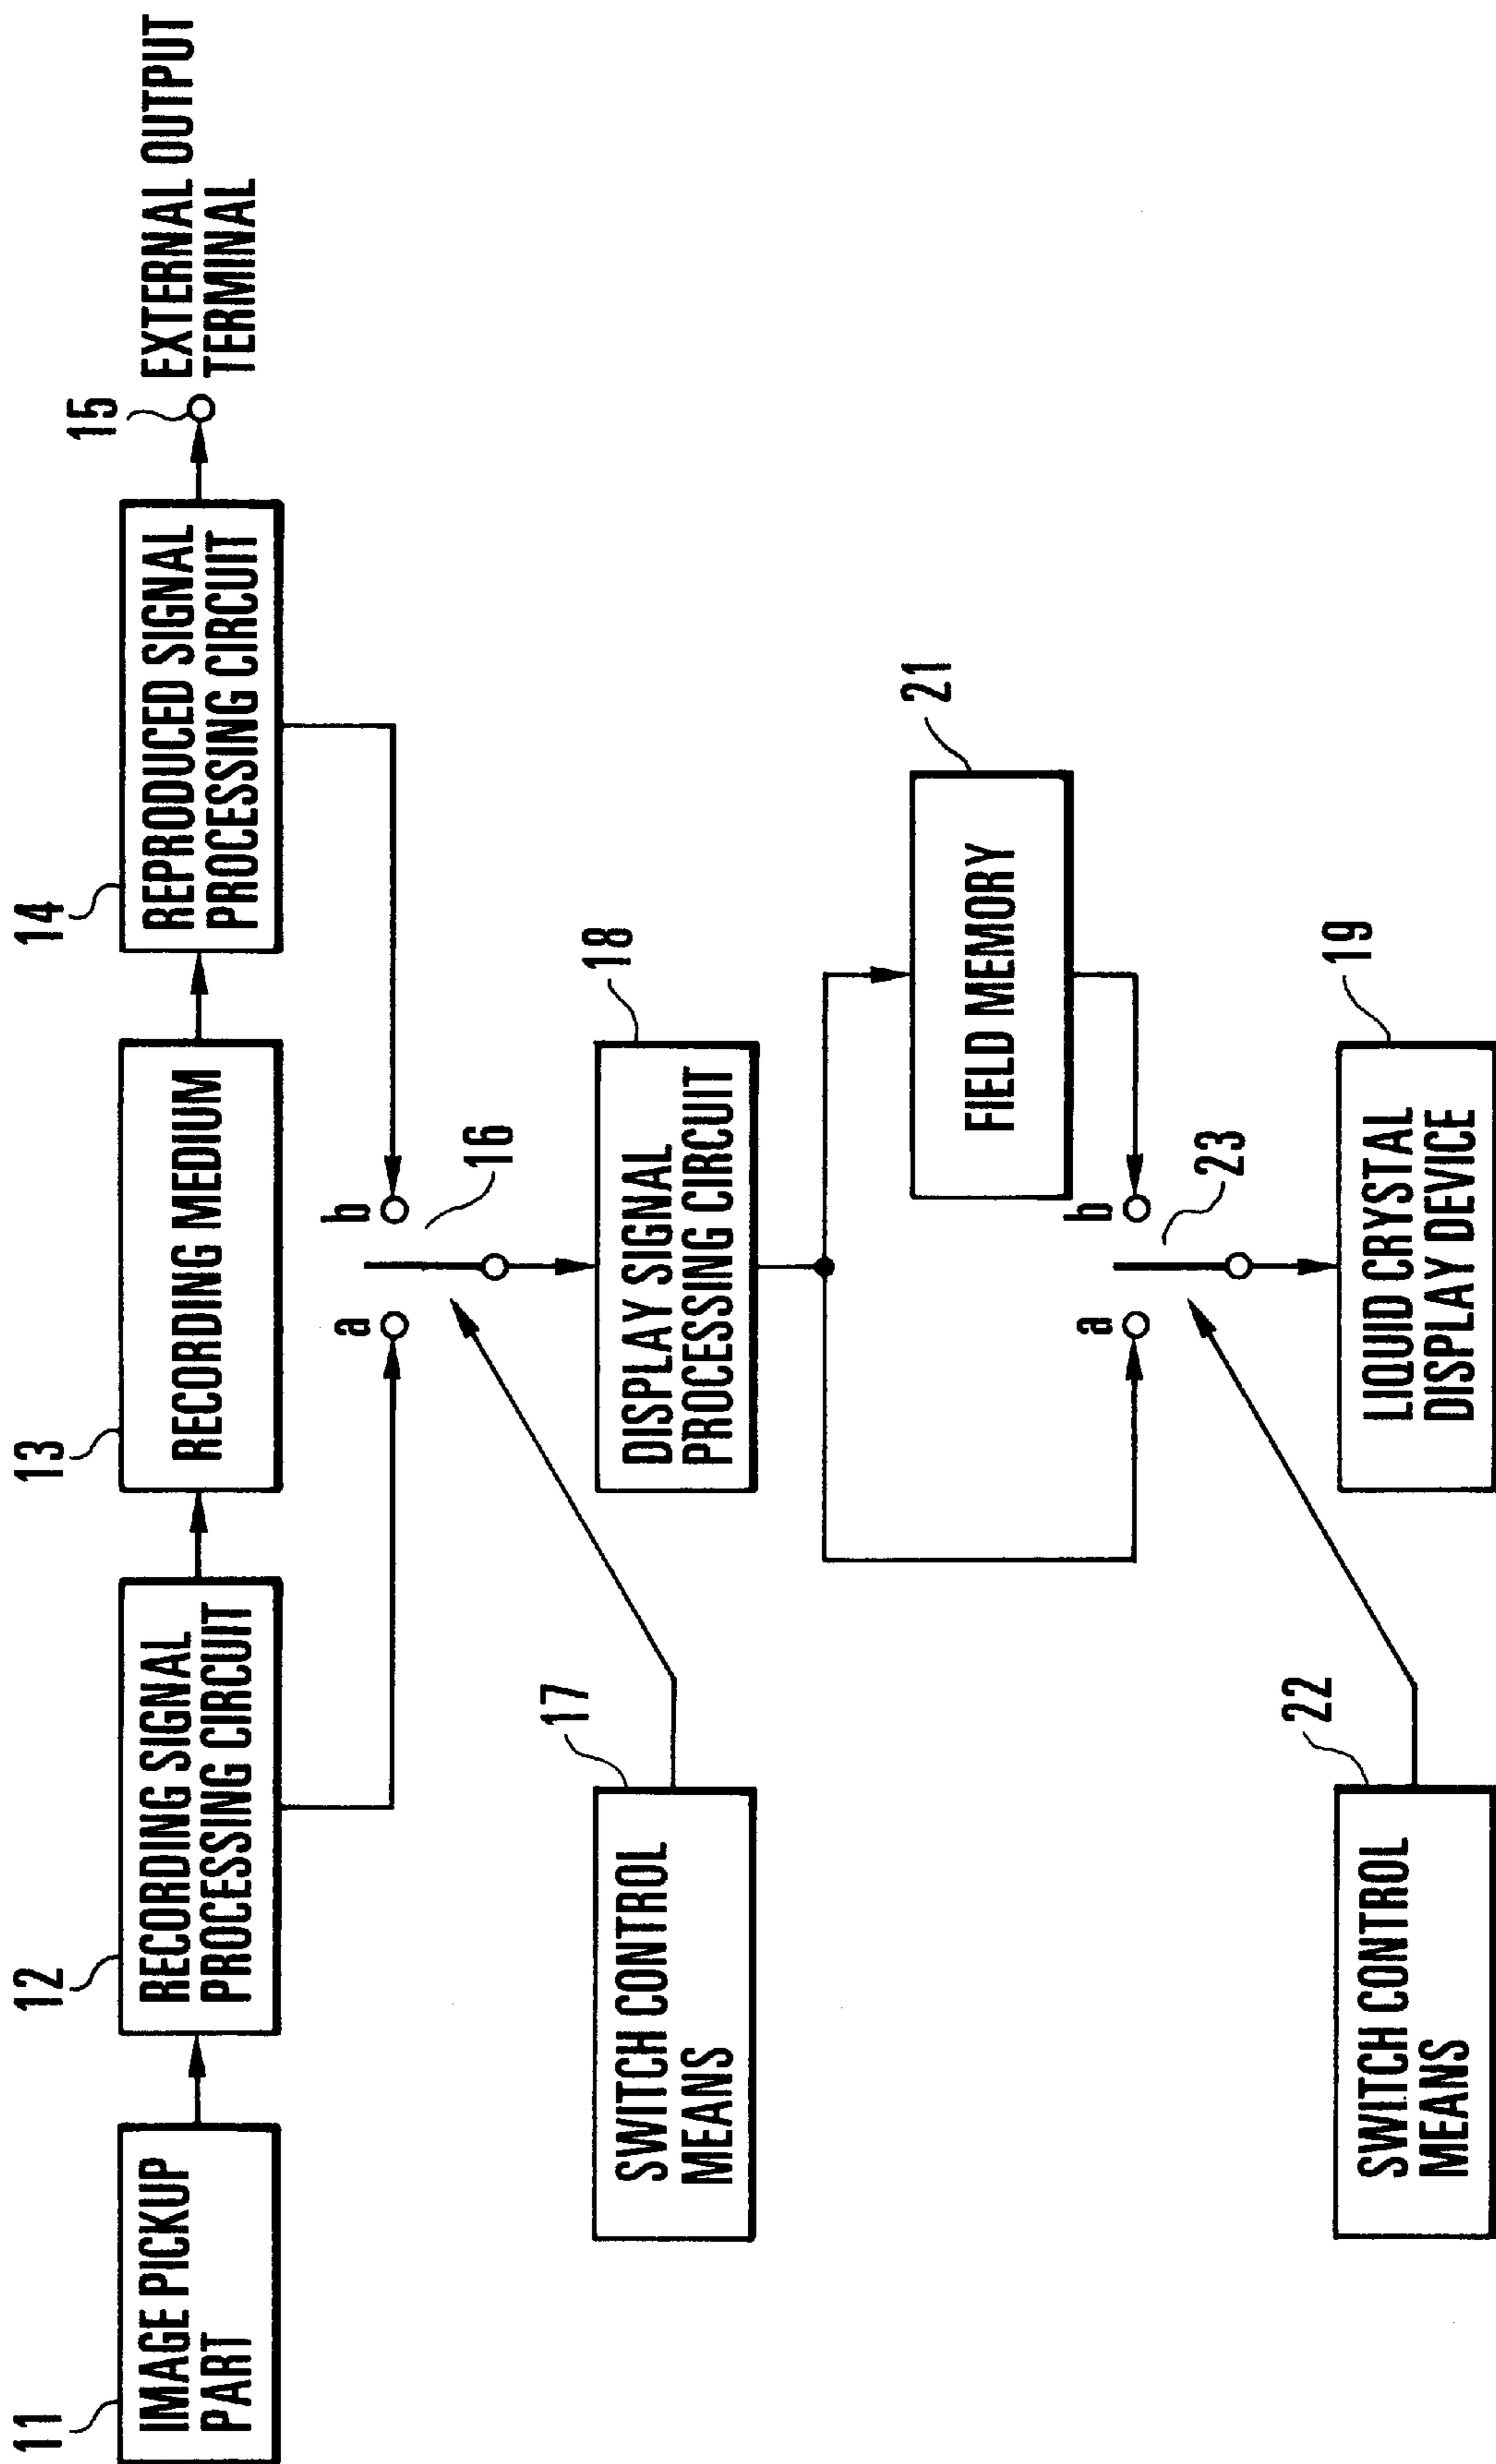 11
IMAGE PICKUP
PART
12
RECORDING SIGNAL
PROCESSING CIRCUIT
13
RECORDING MEDIUM
14
REPRODUCED SIGNAL
PROCESSING CIRCUIT
15
EXTERNAL OUTPUT
TERMINAL
a
b
16
17
SWITCH CONTROL
MEANS
18
DISPLAY SIGNAL
PROCESSING CIRCUIT
21
FIELD MEMORY
a
b
23
22
SWITCH CONTROL
MEANS
19
LIQUID CRYSTAL
DISPLAY DEVICE